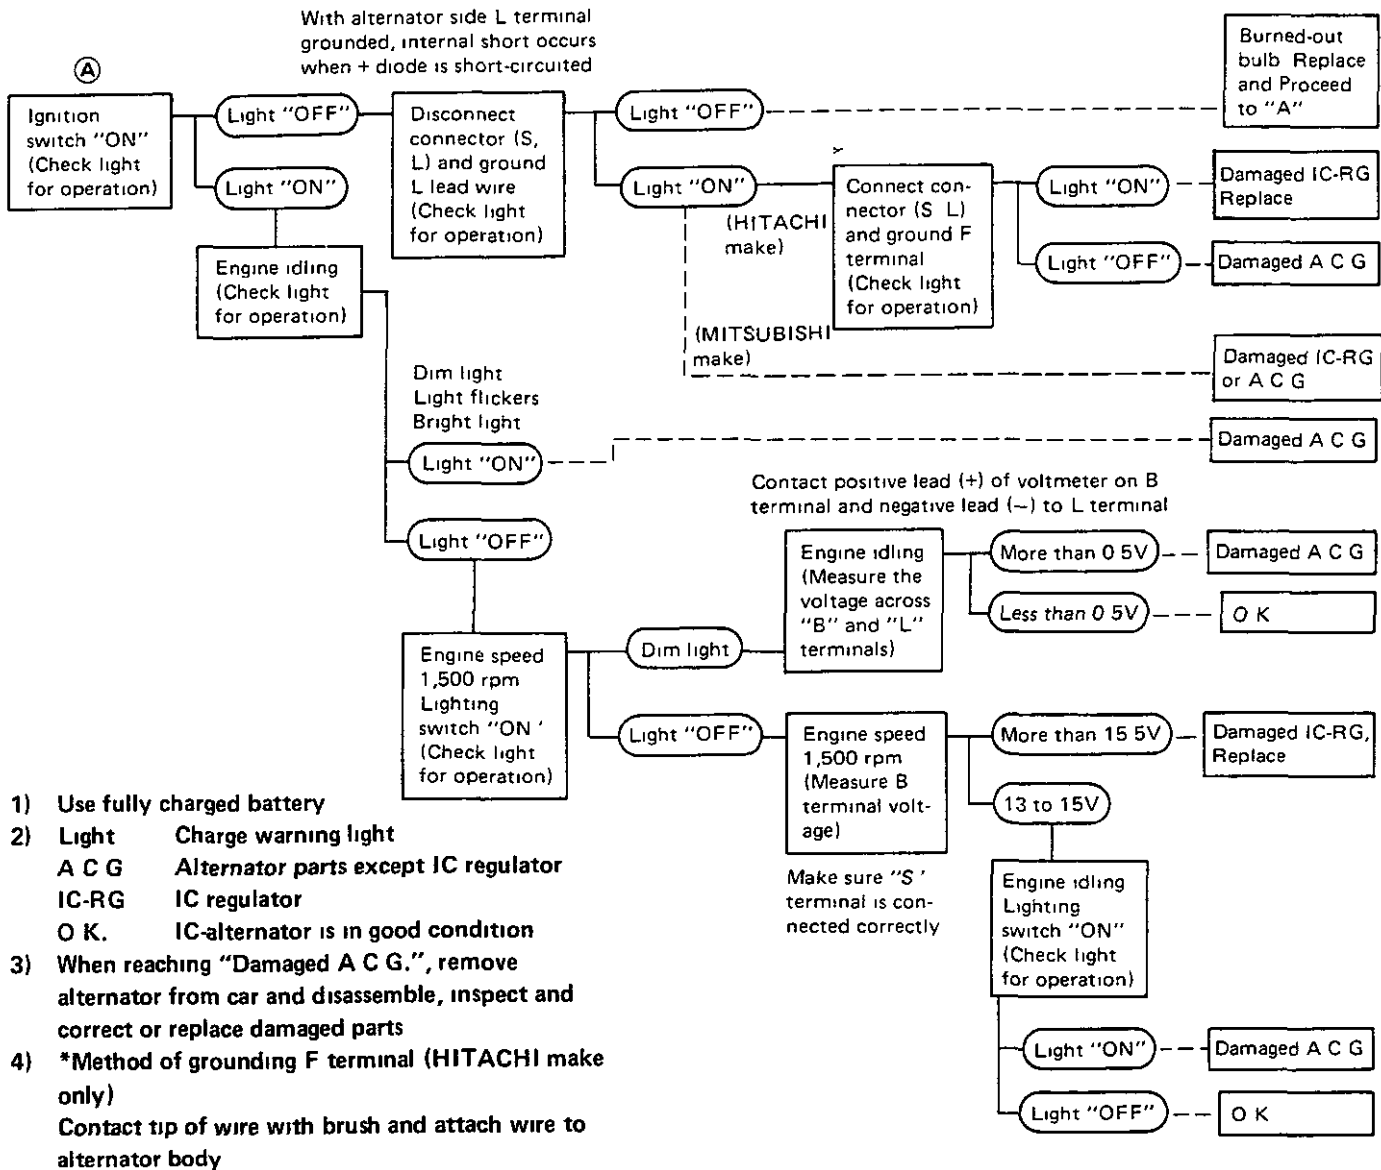 With alternator side L terminal
grounded, internal short occurs
when + diode is short-circuited
A
Ignition
switch "ON"
(Check light
for operation)
Light "OFF"
Light "ON"
Disconnect
connector (S,
L) and ground
L lead wire
(Check light
for operation)
Light "OFF"
Burned-out
bulb Replace
and Proceed
to "A"
Light "ON"
(HITACHI
make)
Connect con-
nector (S L)
and ground F
terminal
(Check light
for operation)
Light "ON"
Damaged IC-RG
Replace
Light "OFF"
Damaged A C G
(MITSUBISHI
make)
Damaged IC-RG
or A C G
Engine idling
(Check light
for operation)
Dim light
Light flickers
Bright light
Light "ON"
Damaged A C G
Light "OFF"
Contact positive lead (+) of voltmeter on B
terminal and negative lead (−) to L terminal
Engine speed
1,500 rpm
Lighting
switch "ON '
(Check light
for operation)
Dim light
Engine idling
(Measure the
voltage across
"B" and "L"
terminals)
More than 0 5V
Damaged A C G
Less than 0 5V
O K
Light "OFF"
Engine speed
1,500 rpm
(Measure B
terminal volt-
age)
Make sure "S '
terminal is con-
nected correctly
More than 15 5V
Damaged IC-RG,
Replace
13 to 15V
Engine idling
Lighting
switch "ON"
(Check light
for operation)
Light "ON"
Damaged A C G
Light "OFF"
O K
1) Use fully charged battery
2) Light Charge warning light
A C G Alternator parts except IC regulator
IC-RG IC regulator
O K. IC-alternator is in good condition
3) When reaching "Damaged A C G.", remove
alternator from car and disassemble, inspect and
correct or replace damaged parts
4) *Method of grounding F terminal (HITACHI make
only)
Contact tip of wire with brush and attach wire to
alternator body